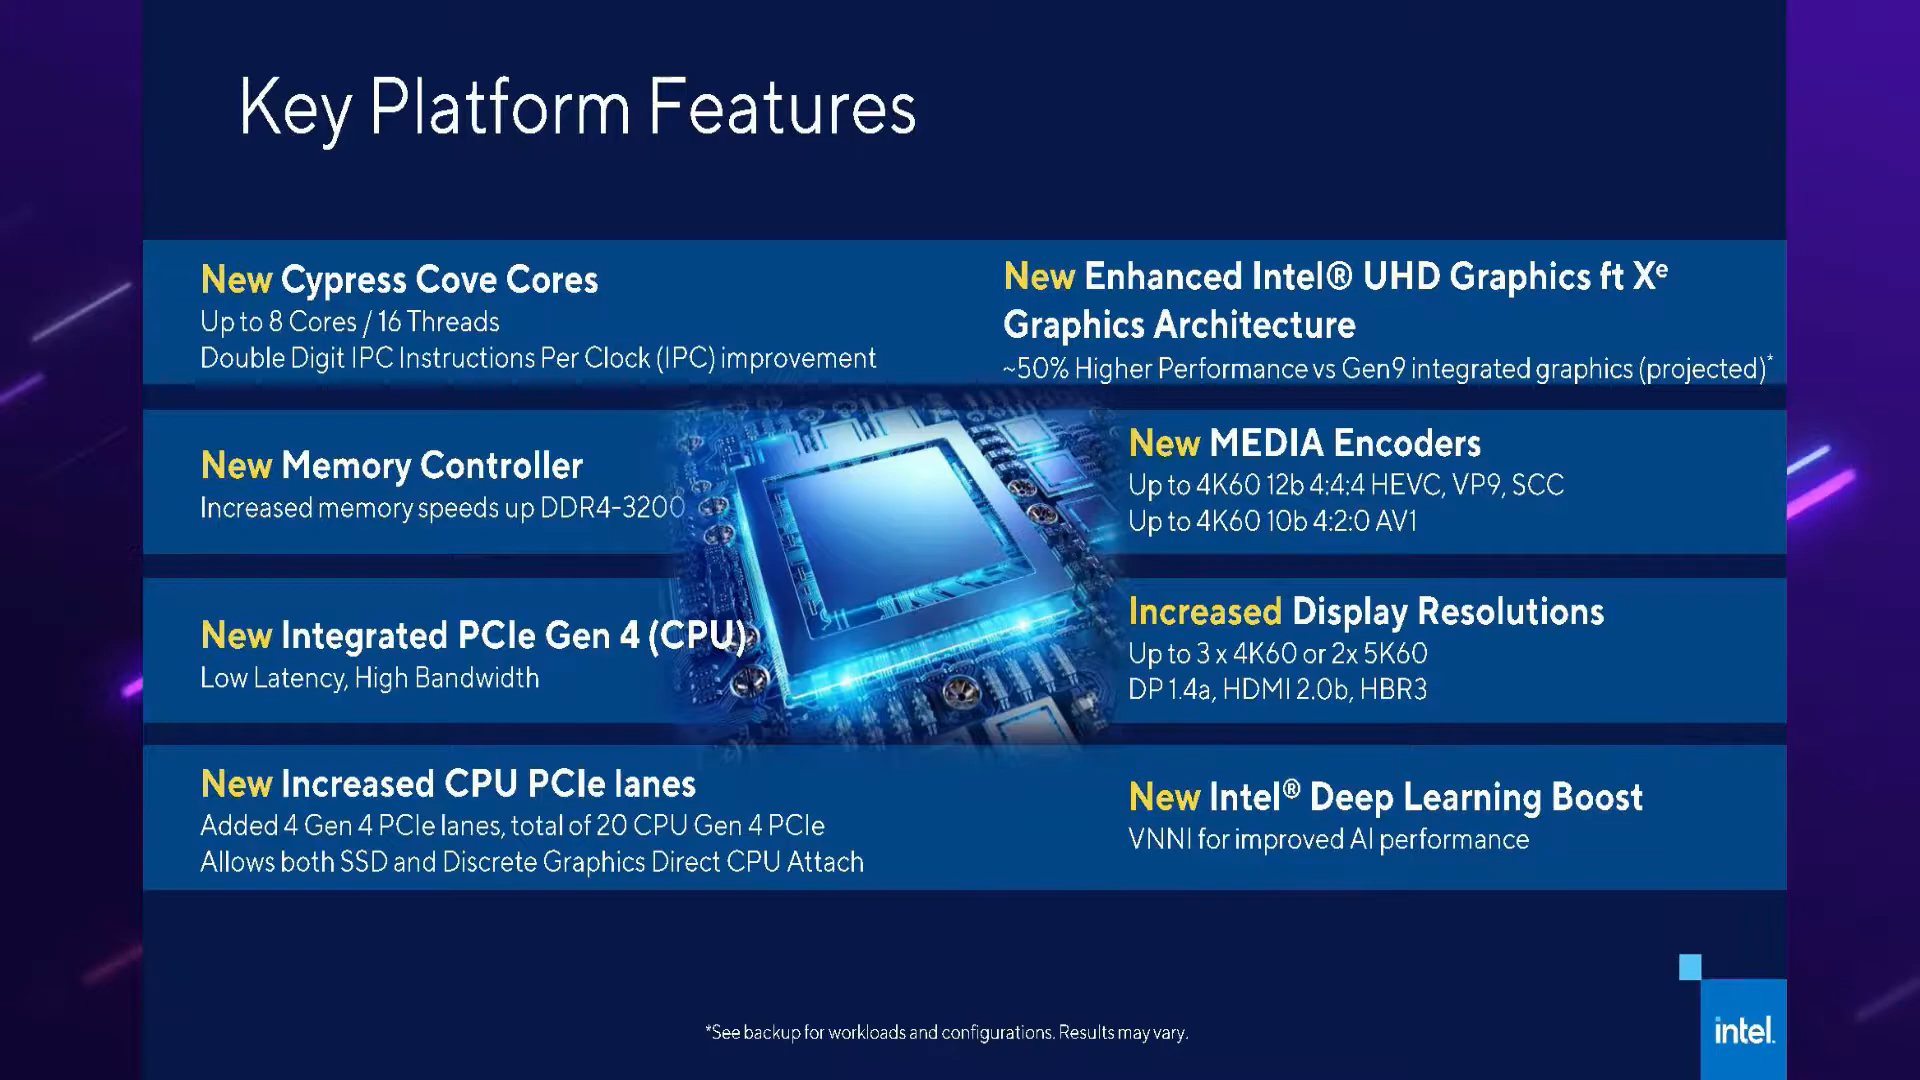 Key Platform Features
New Cypress Cove Cores
Up to 8 Cores / 16 Threads
Double Digit IPC Instructions Per Clock (IPC) improvement
New Memory Controller
Increased memory speeds up DDR4-3200
New Integrated PCIe Gen 4 (CPU)
Low Latency, High Bandwidth
New Increased CPU PCIe lanes
Added 4 Gen 4 PCIe lanes, total of 20 CPU Gen 4 PCIe
Allows both SSD and Discrete Graphics Direct CPU Attach
New Enhanced Intel® UHD Graphics ft Xᵉ
Graphics Architecture
~50% Higher Performance vs Gen9 integrated graphics (projected)*
New MEDIA Encoders
Up to 4K60 12b 4:4:4 HEVC, VP9, SCC
Up to 4K60 10b 4:2:0 AV1
Increased Display Resolutions
Up to 3 x 4K60 or 2x 5K60
DP 1.4a, HDMI 2.0b, HBR3
New Intel® Deep Learning Boost
VNNI for improved AI performance
*See backup for workloads and configurations. Results may vary.
intel.